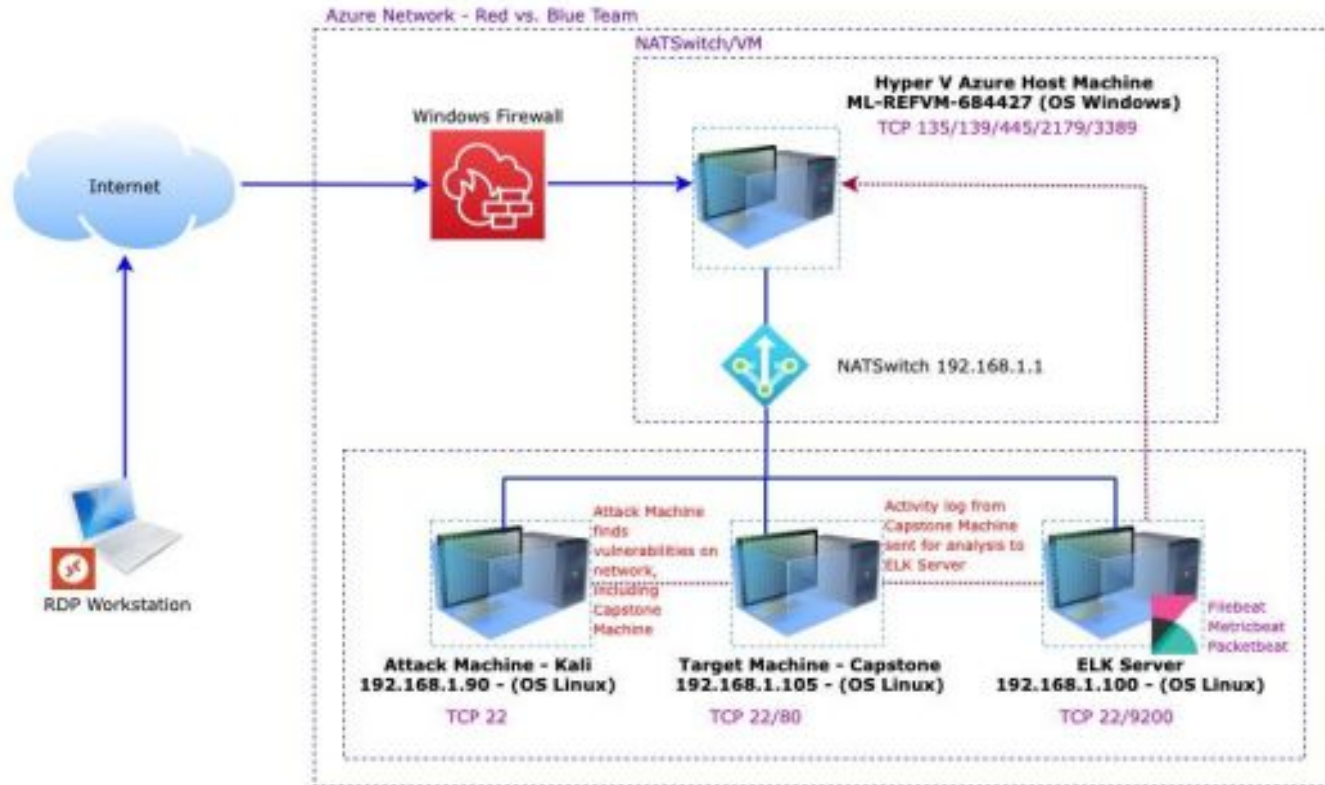 Azure Network - Red vs. Blue Team
NATSwitch/VM
Hyper V Azure Host Machine
ML-REFVM-684427 (OS Windows)
TCP 135/139/445/2179/3389
Windows Firewall
Internet
NATSwitch 192.168.1.1
RDP Workstation
Attack Machine
finds
vulnerabilities on
network,
including
Capstone
Machine
Activity log from
Capstone Machine
sent for analysis to
ELK Server
Filebeat
Metricbeat
Packetbeat
Attack Machine - Kali
192.168.1.90 - (OS Linux)
TCP 22
Target Machine - Capstone
192.168.1.105 - (OS Linux)
TCP 22/80
ELK Server
192.168.1.100 - (OS Linux)
TCP 22/9200